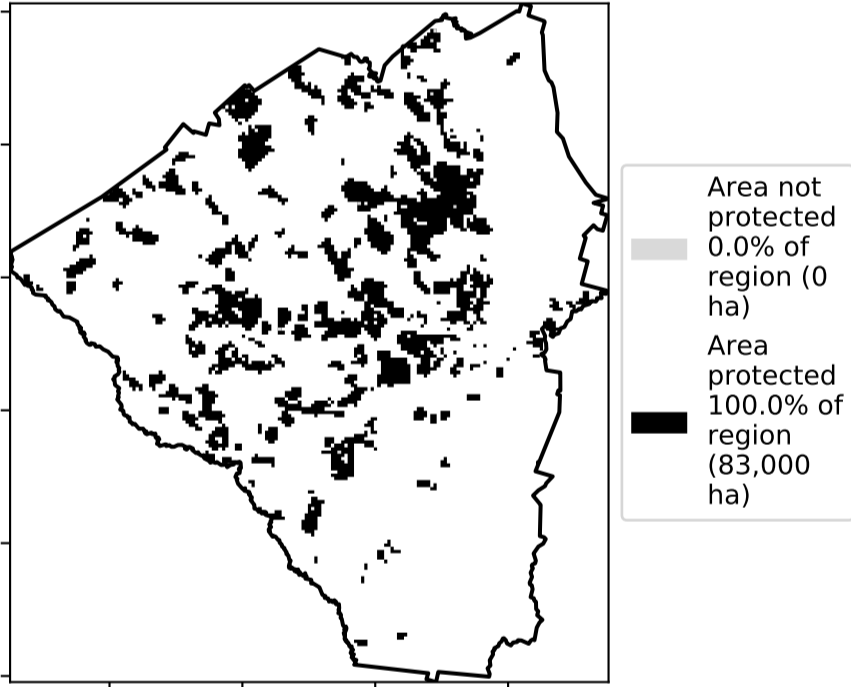 Area not
protected
0.0% of
region (0
ha)
Area
protected
100.0% of
region
(83,000
ha)